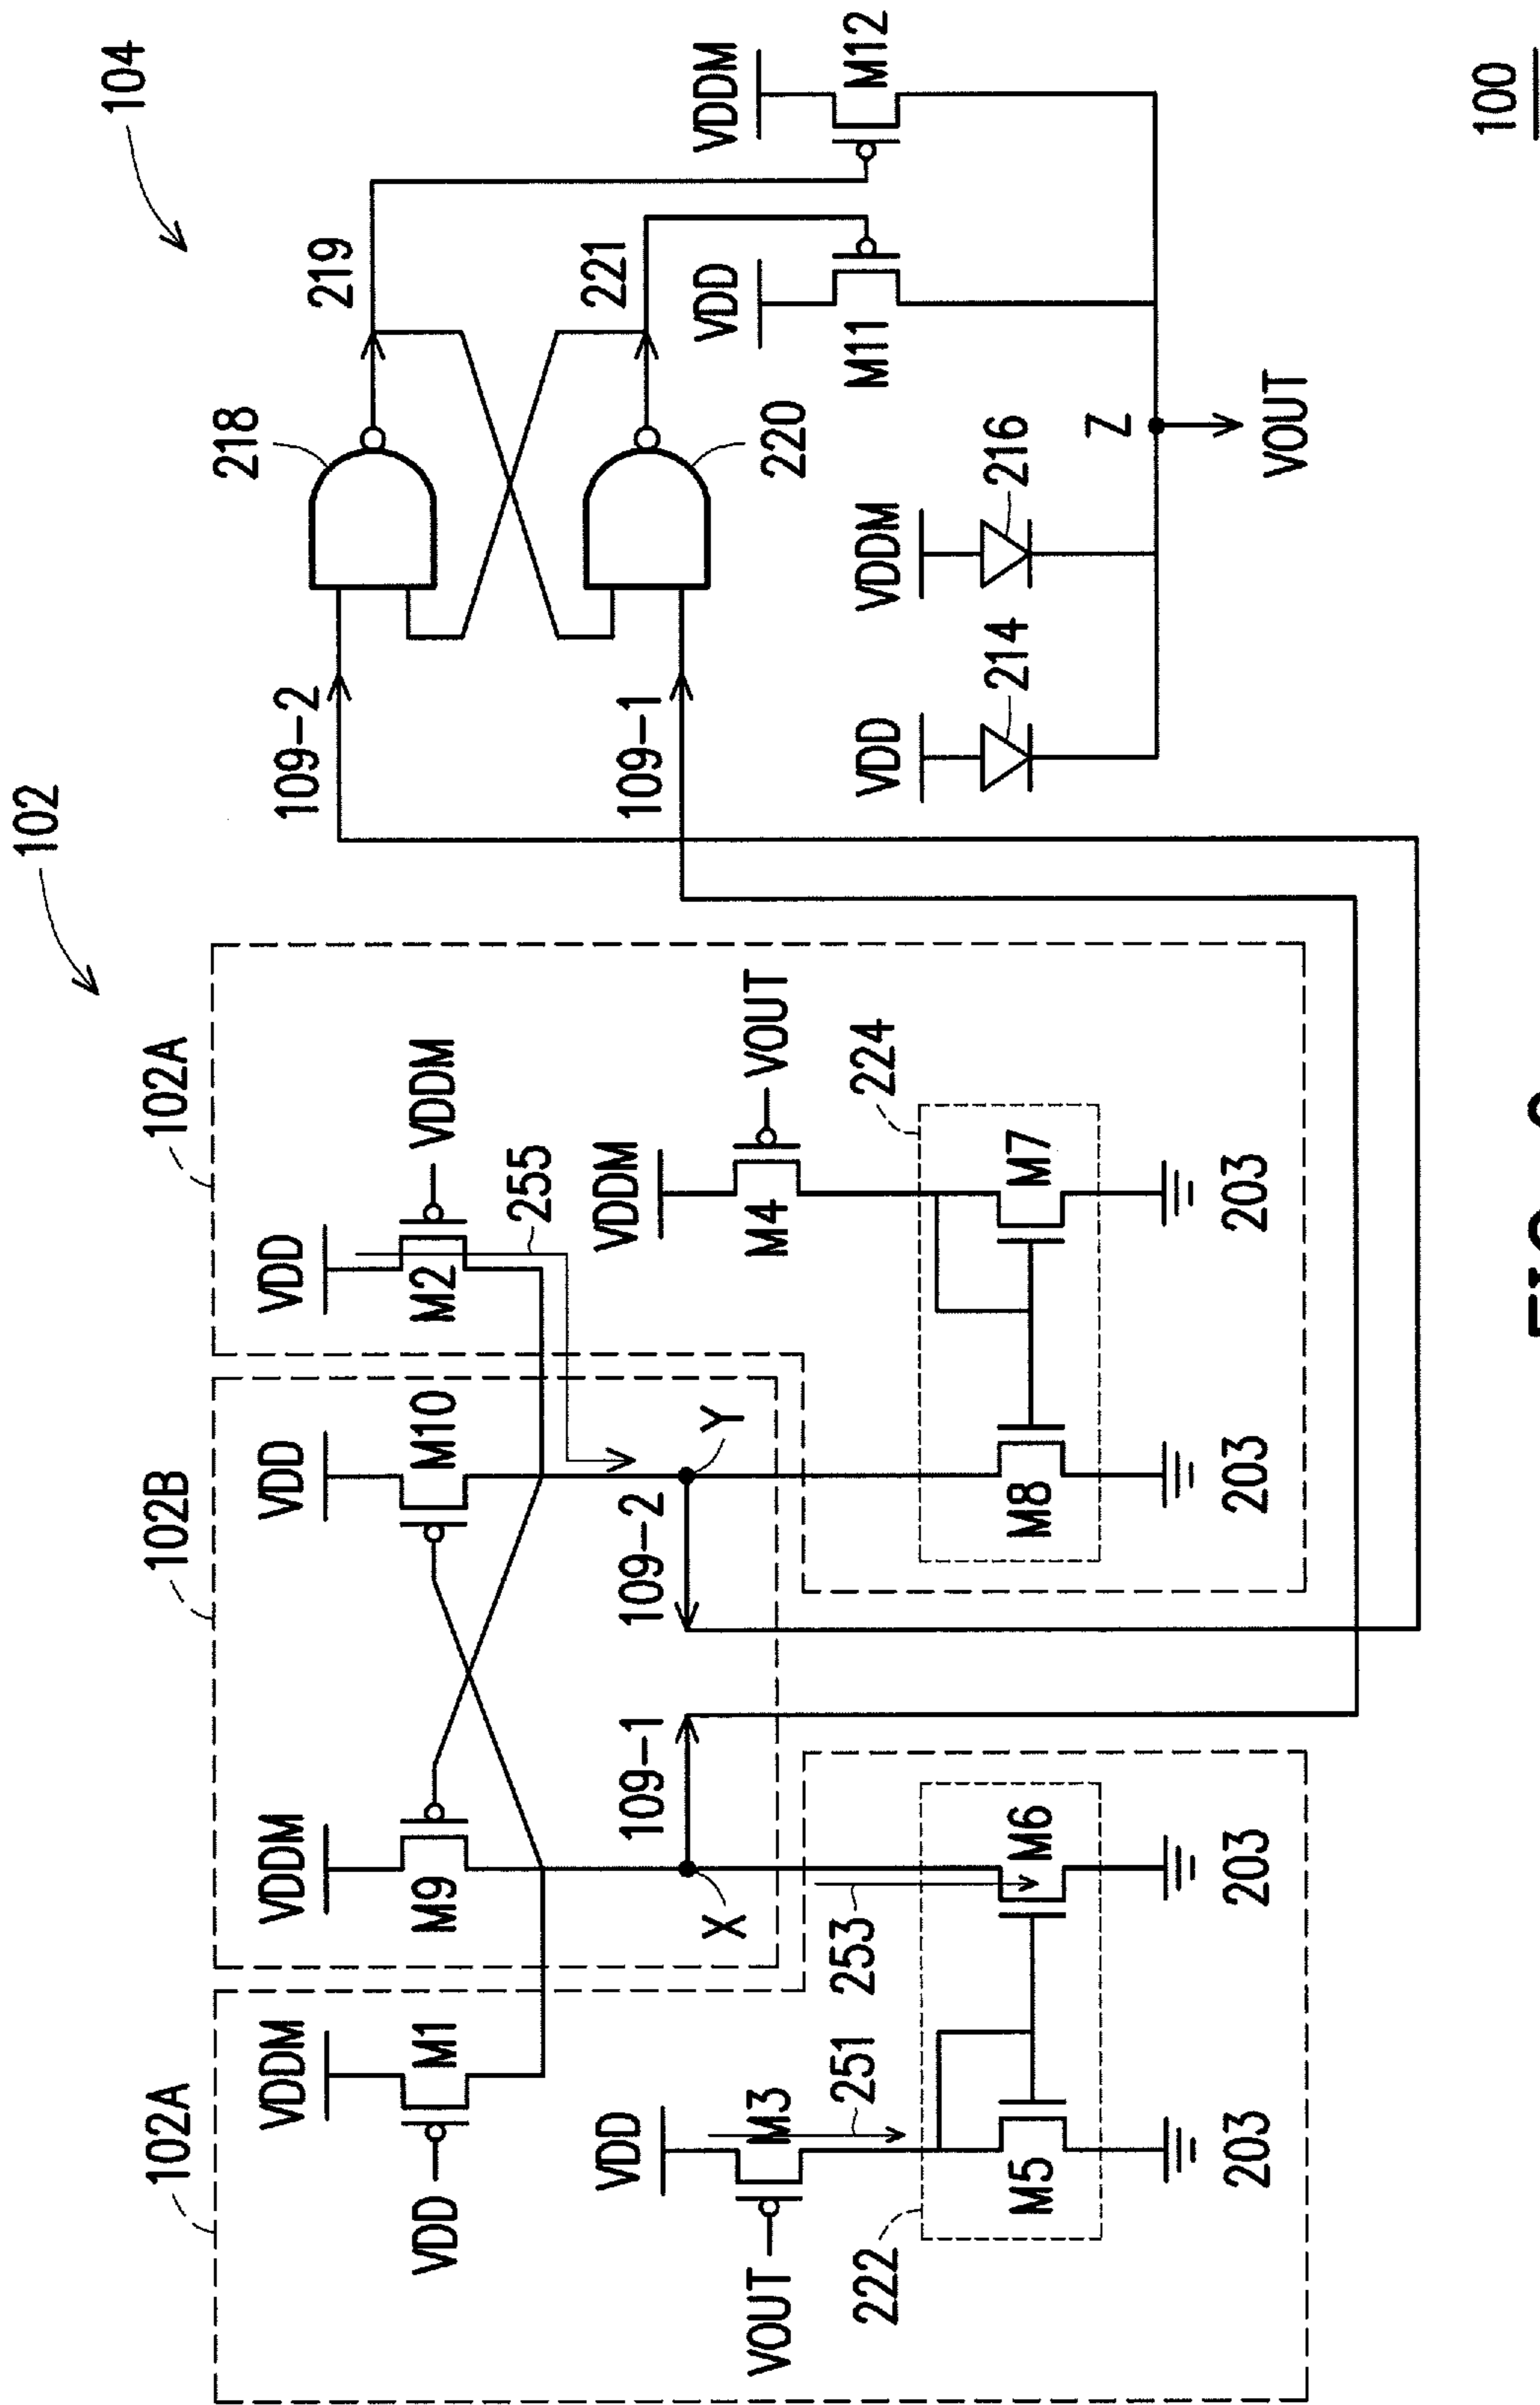 102
104
102A
102B
102A
VDDM
VDD
VDD
VDD
M1
M9
M10
M2
VDDM
VDDM
255
109-1
109-2
X
Y
VDD
VOUT
M3
251
253
VDDM
M4
VOUT
222
M5
M6
224
M8
M7
203
203
203
203
109-2
218
219
109-1
220
221
VDD
M11
VDDM
M12
VDD
214
VDDM
216
Z
VOUT
100